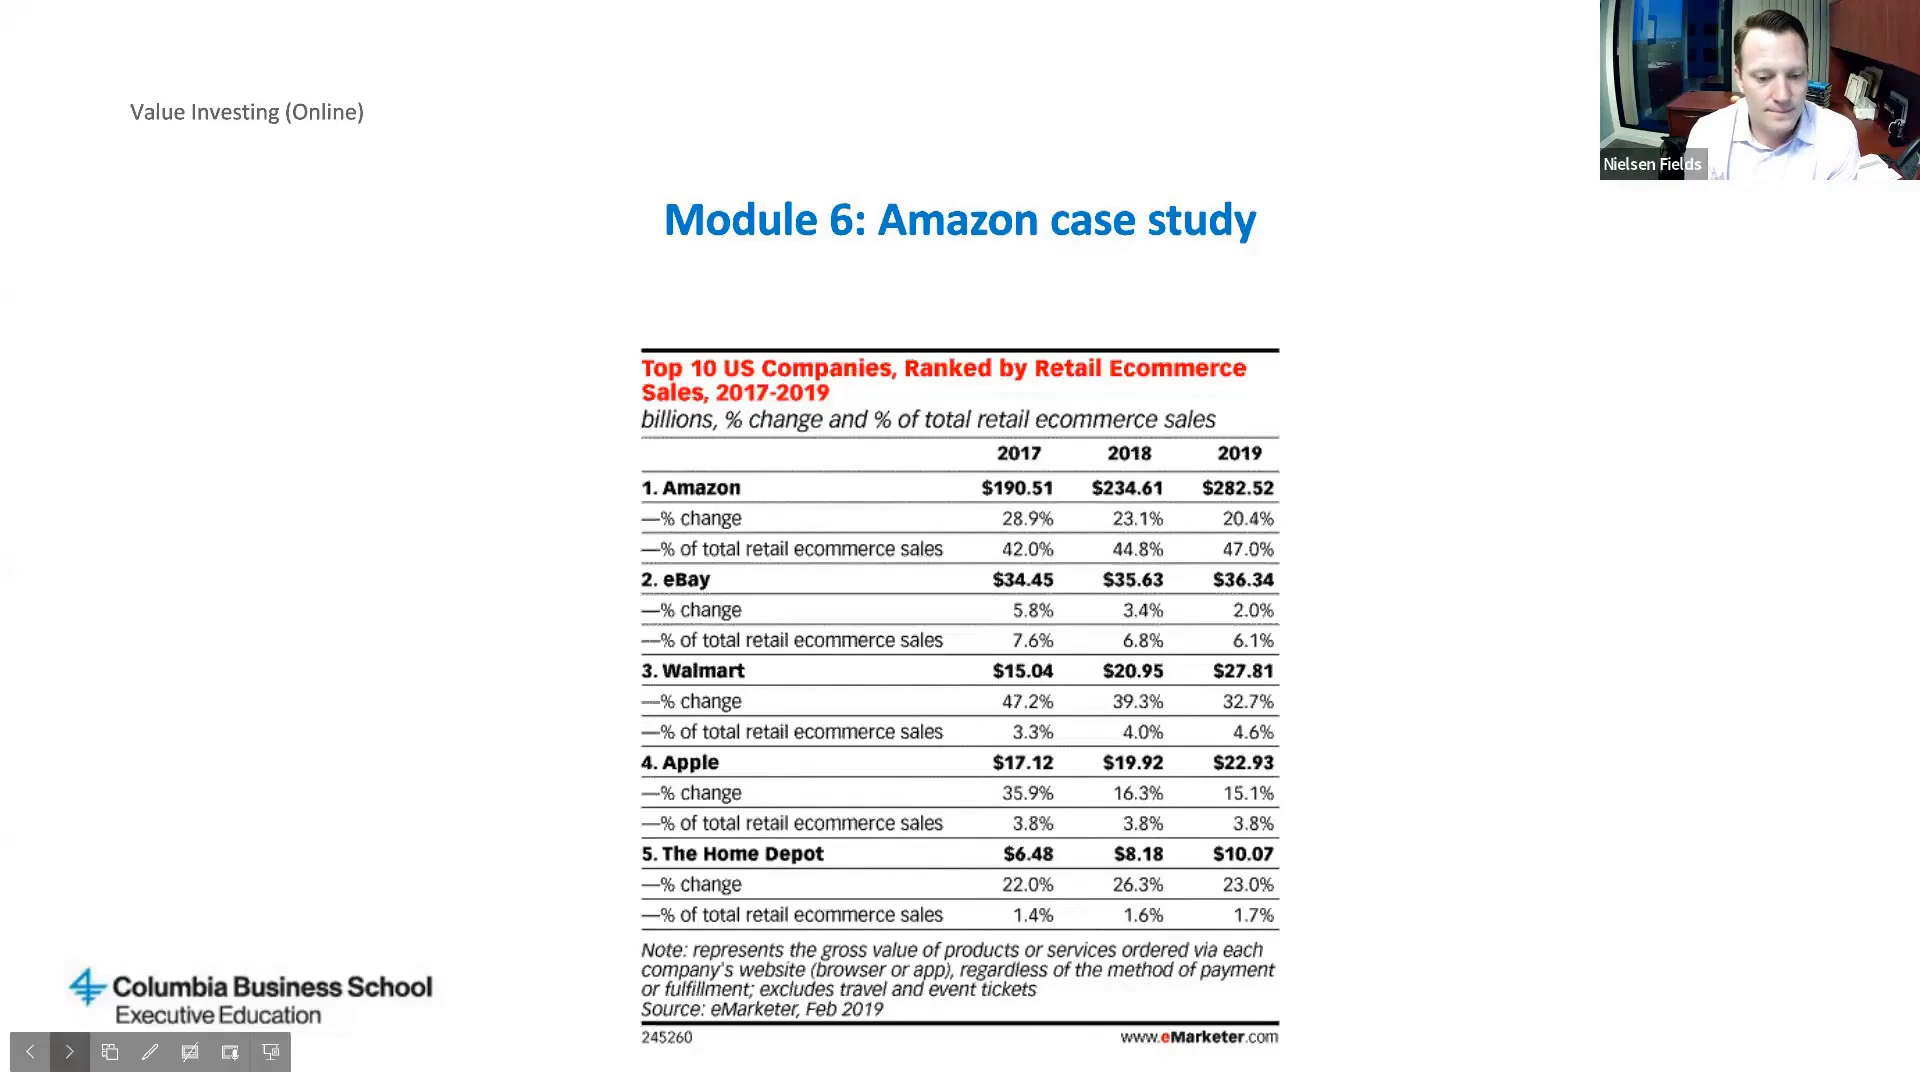 Value Investing (Online)
Nielsen Fields
Module 6: Amazon case study
Top 10 US Companies, Ranked by Retail Ecommerce
Sales, 2017-2019
billions, % change and % of total retail ecommerce sales
2017 2018 2019
1. Amazon $190.51 $234.61 $282.52
—% change 28.9% 23.1% 20.4%
—% of total retail ecommerce sales 42.0% 44.8% 47.0%
2. eBay $34.45 $35.63 $36.34
—% change 5.8% 3.4% 2.0%
—% of total retail ecommerce sales 7.6% 6.8% 6.1%
3. Walmart $15.04 $20.95 $27.81
—% change 47.2% 39.3% 32.7%
—% of total retail ecommerce sales 3.3% 4.0% 4.6%
4. Apple $17.12 $19.92 $22.93
—% change 35.9% 16.3% 15.1%
—% of total retail ecommerce sales 3.8% 3.8% 3.8%
5. The Home Depot $6.48 $8.18 $10.07
—% change 22.0% 26.3% 23.0%
—% of total retail ecommerce sales 1.4% 1.6% 1.7%
Note: represents the gross value of products or services ordered via each
company's website (browser or app), regardless of the method of payment
or fulfillment; excludes travel and event tickets
Source: eMarketer, Feb 2019
245260 www.eMarketer.com
Columbia Business School
Executive Education